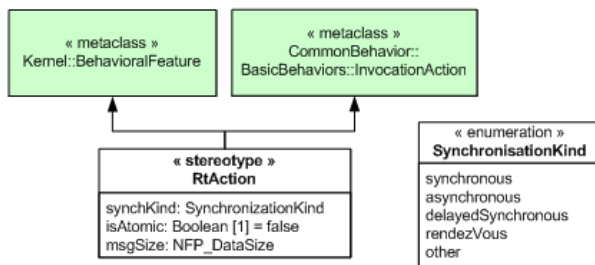 « metaclass »
Kernel::BehavioralFeature
« metaclass »
CommonBehavior::
BasicBehaviors::InvocationAction
« stereotype »
RtAction
synchKind: SynchronizationKind
isAtomic: Boolean [1] = false
msgSize: NFP_DataSize
« enumeration »
SynchronisationKind
synchronous
asynchronous
delayedSynchronous
rendezVous
other